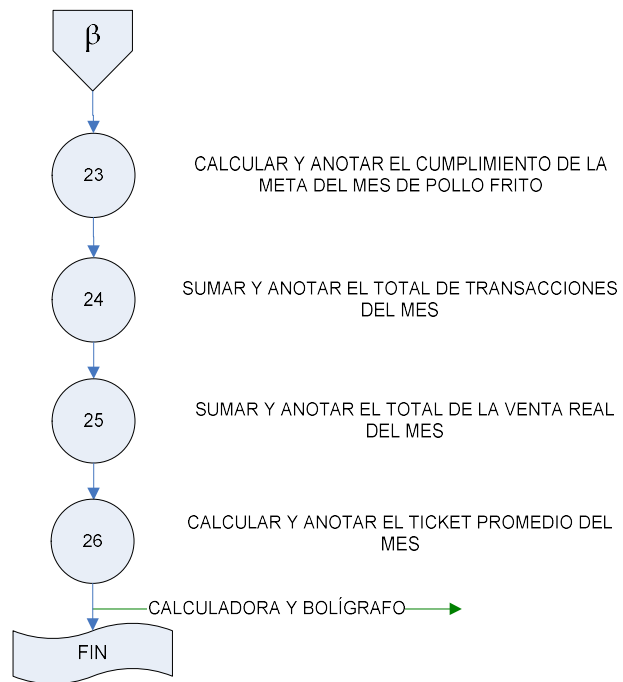 β
23
CALCULAR Y ANOTAR EL CUMPLIMIENTO DE LA
META DEL MES DE POLLO FRITO
24
SUMAR Y ANOTAR EL TOTAL DE TRANSACCIONES
DEL MES
25
SUMAR Y ANOTAR EL TOTAL DE LA VENTA REAL
DEL MES
26
CALCULAR Y ANOTAR EL TICKET PROMEDIO DEL
MES
CALCULADORA Y BOLÍGRAFO
FIN